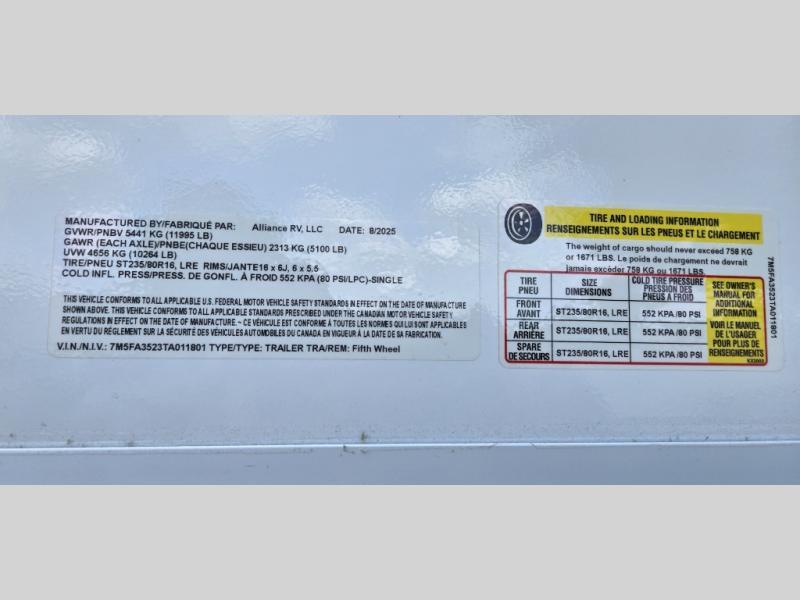 MANUFACTURED BY/FABRIQUÉ PAR: Alliance RV, LLC DATE: 8/2025
GVWR/PNBV 5441 KG (11995 LB)
GAWR (EACH AXLE)/PNBE(CHAQUE ESSIEU) 2313 KG (5100 LB)
UVW 4656 KG (10264 LB)
TIRE/PNEU ST235/80R16, LRE RIMS/JANTE16 x 6J, 6 x 5.5
COLD INFL. PRESS/PRESS. DE GONFL. À FROID 552 KPA (80 PSI/LPC)-SINGLE
THIS VEHICLE CONFORMS TO ALL APPLICABLE U.S. FEDERAL MOTOR VEHICLE SAFETY STANDARDS IN EFFECT ON THE DATE OF MANUFACTURE.
THIS VEHICLE CONFORMS TO ALL APPLICABLE STANDARDS PRESCRIBED UNDER THE CANADIAN MOTOR VEHICLE SAFETY
REGULATIONS IN EFFECT ON THE DATE OF MANUFACTURE.~ CE VÉHICULE EST CONFORME À TOUTES LES NORMES QUI LUI SONT APPLICABLES
EN VERTU DU RÈGLEMENT SUR LA SÉCURITÉ DES VÉHICULES AUTOMOBILES DU CANADA EN VIGUEUR À LA DATE DE SA FABRICATION.
V.I.N./N.I.V.: 7M5FA3523TA011801 TYPE/TYPE: TRAILER TRA/REM: Fifth Wheel
TIRE AND LOADING INFORMATION
RENSEIGNEMENTS SUR LES PNEUS ET LE CHARGEMENT
The weight of cargo should never exceed 758 KG
or 1671 LBS. Le poids de chargement ne devrait
jamais excéder 758 KG ou 1671 LBS.
TIRE
PNEU
SIZE
DIMENSIONS
COLD TIRE PRESSURE
PRESSION DES
PNEUS A FROID
FRONT
AVANT
ST235/80R16, LRE
552 KPA /80 PSI
REAR
ARRIÈRE
ST235/80R16, LRE
552 KPA /80 PSI
SPARE
DE SECOURS
ST235/80R16, LRE
552 KPA /80 PSI
SEE OWNER'S
MANUAL FOR
ADDITIONAL
INFORMATION
VOIR LE MANUEL
DE L'USAGER
POUR PLUS DE
RENSEIGNEMENTS
7M5FA3523TA011801